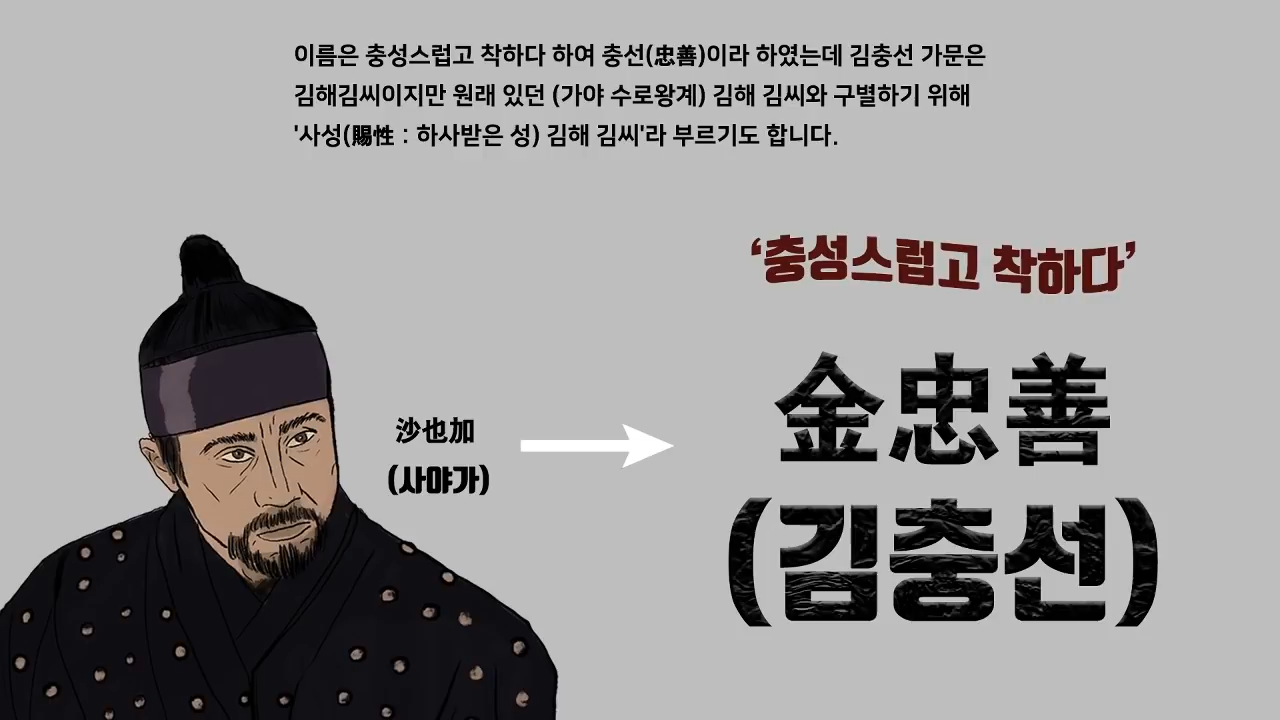 이름은 충성스럽고 착하다 하여 충선(忠善)이라 하였는데 김충선 가문은
김해김씨이지만 원래 있던 (가야 수로왕계) 김해 김씨와 구별하기 위해
'사성(賜性 : 하사받은 성) 김해 김씨'라 부르기도 합니다.
‘충성스럽고 착하다’
金忠善
沙也加
(사야가)
(김충선)